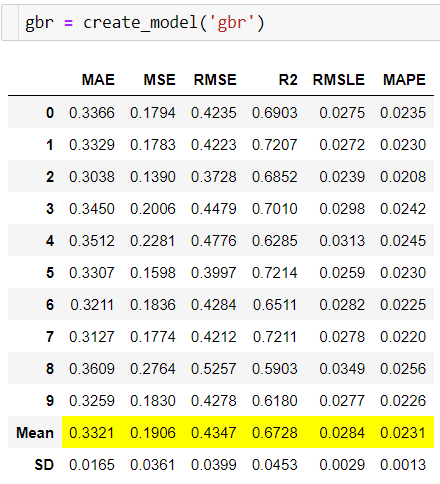 gbr = create_model('gbr')
MAE MSE RMSE R2 RMSLE MAPE
0 0.3366 0.1794 0.4235 0.6903 0.0275 0.0235
1 0.3329 0.1783 0.4223 0.7207 0.0272 0.0230
2 0.3038 0.1390 0.3728 0.6852 0.0239 0.0208
3 0.3450 0.2006 0.4479 0.7010 0.0298 0.0242
4 0.3512 0.2281 0.4776 0.6285 0.0313 0.0245
5 0.3307 0.1598 0.3997 0.7214 0.0259 0.0230
6 0.3211 0.1836 0.4284 0.6511 0.0282 0.0225
7 0.3127 0.1774 0.4212 0.7211 0.0278 0.0220
8 0.3609 0.2764 0.5257 0.5903 0.0349 0.0256
9 0.3259 0.1830 0.4278 0.6180 0.0277 0.0226
Mean 0.3321 0.1906 0.4347 0.6728 0.0284 0.0231
SD 0.0165 0.0361 0.0399 0.0453 0.0029 0.0013